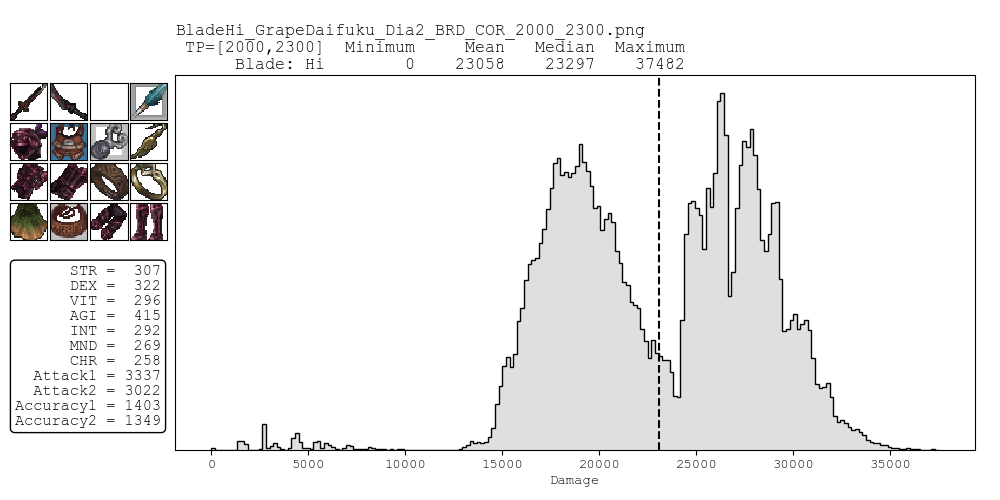 BladeHi_GrapeDaifuku_Dia2_BRD_COR_2000_2300.png
TP=[2000,2300] Minimum Mean Median Maximum
Blade: Hi 0 23058 23297 37482
STR = 307
DEX = 322
VIT = 296
AGI = 415
INT = 292
MND = 269
CHR = 258
Attack1 = 3337
Attack2 = 3022
Accuracy1 = 1403
Accuracy2 = 1349
0 5000 10000 15000 20000 25000 30000 35000
Damage